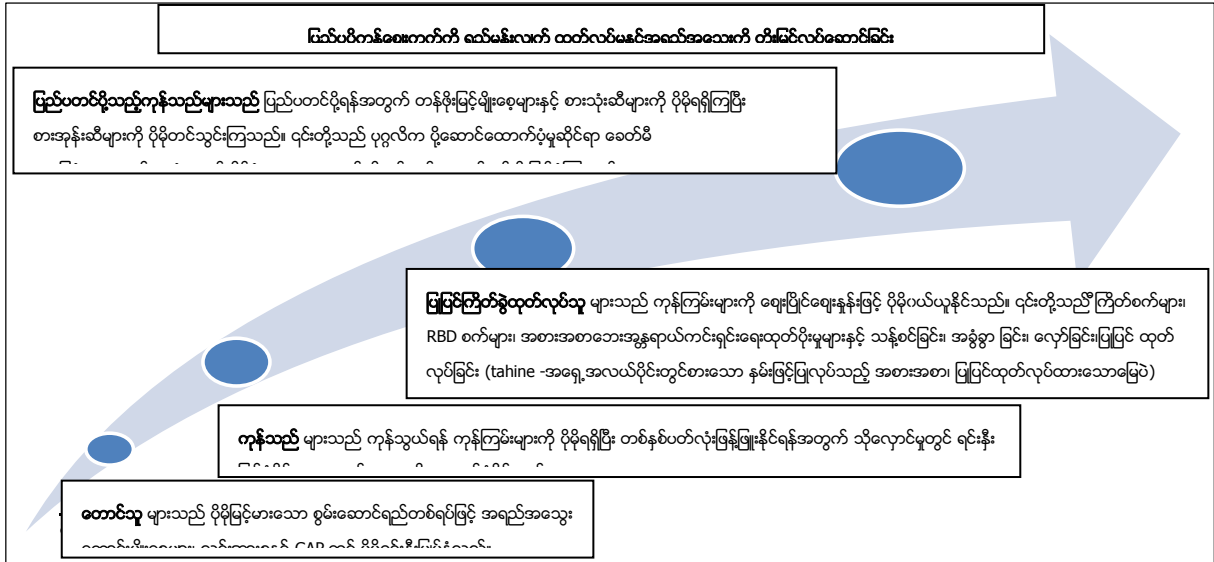 ပြည်ပပိုကန်စျေးကက်ကို ရည်မန်းလျက် ထတ်လပ်မနင်အရည်အသေးကို တိုးမြင်လပ်ဆောင်ခြင်း
ပြည်ပတင်ပို့သည့်ကုန်သည်များသည် ပြည်ပတင်ပို့ရန်အတွက် တန်ဖိုးမြင့်မျိုးစေ့များနှင့် စားသုံးဆီများကို ပိုမိုရရှိကြပြီး
စားအုန်းဆီများကို ပိုမိုတင်သွင်းကြသည်။ ၎င်းတို့သည် ပုဂ္ဂလိက ပို့ဆောင်ထောက်ပံ့မှုဆိုင်ရာ ခေတ်မီ
ပြုပြင်ကြိတ်ခွဲထုတ်လုပ်သူ များသည် ကုန်ကြမ်းများကို ဈေးပြိုင်ဈေးနှုန်းဖြင့် ပိုမိုဂယ်ယူနိုင်သည်။ ၎င်းတို့သည် ကြိတ်စက်များ၊
RBD စက်များ၊ အစားအစာဘေးအန္တရာယ်ကင်းရှင်းရေးထုတ်ပိုးမှုများနှင့် သန့်စင်ခြင်း၊ အခွံခွာ ခြင်း၊ လှော်ခြင်း၊ပြုပြင် ထုတ်
လုပ်ခြင်း (tahine -အရှေ့အလယ်ပိုင်းတွင်စားသော နှမ်းဖြင့်ပြုလုပ်သည့် အစားအစာ၊ ပြုပြင်ထုတ်လုပ်ထားသောမြေပဲ)
ကုန်သည် များသည် ကုန်သွယ်ရန် ကုန်ကြမ်းများကို ပိုမိုရရှိပြီး တစ်နှစ်ပတ်လုံးဖြန့်ဖြူးနိုင်ရန်အတွက် သိုလှောင်မှုတွင် ရင်းနှီး
တောင်သူ များသည် ပိုမိုမြင့်မားသော စွမ်းဆောင်ရည်တစ်ရပ်ဖြင့် အရည်အသွေး